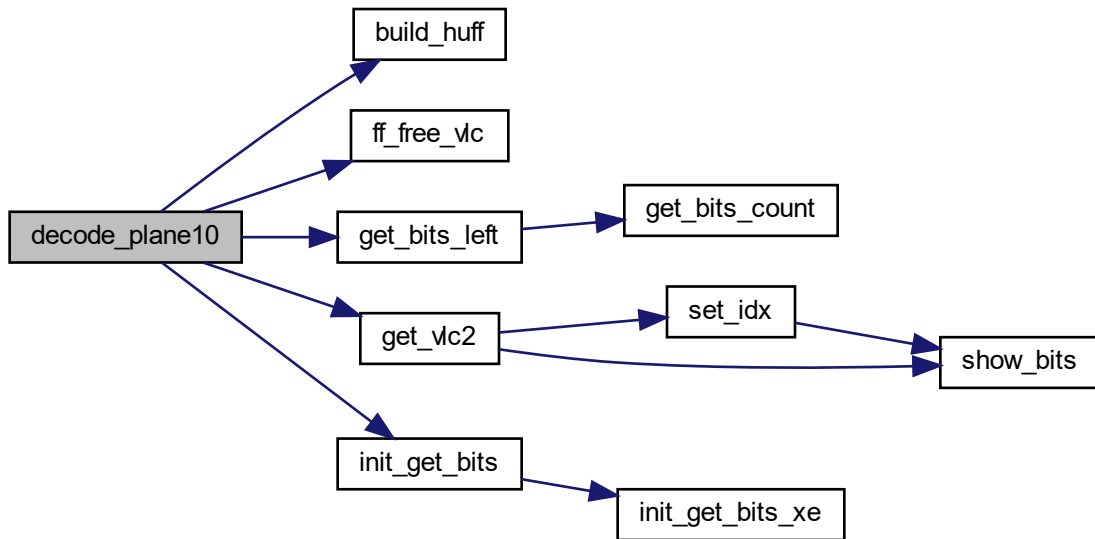 build_huff
ff_free_vlc
decode_plane10
get_bits_left
get_bits_count
get_vlc2
set_idx
show_bits
init_get_bits
init_get_bits_xe